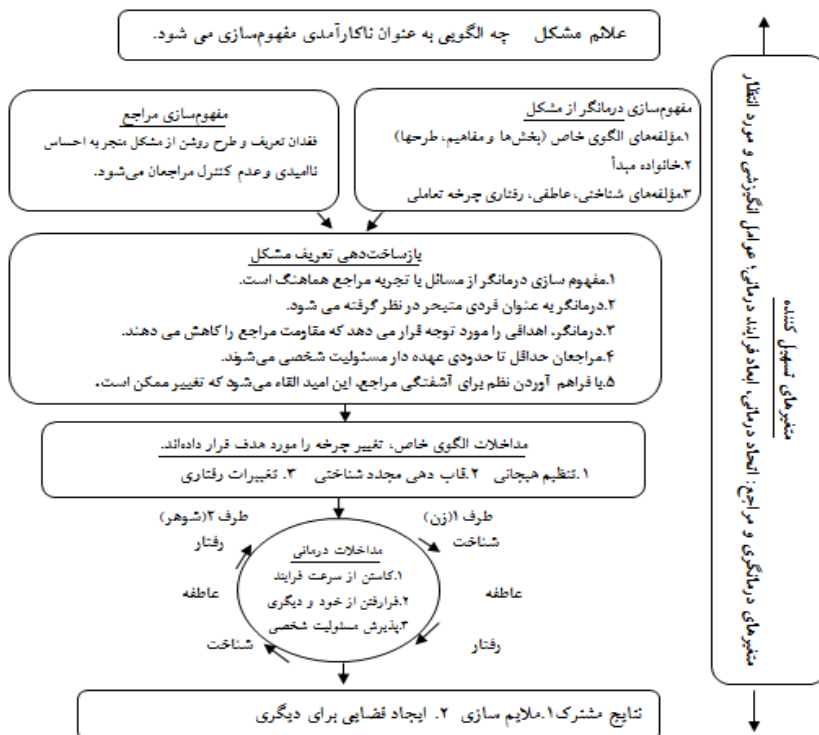 علائم مشکل   چه الگویی به عنوان ناکارآمدی مفهوم‌سازی می شود.
مفهوم‌سازی درمانگر از مشکل
۱.مؤلفه‌های الگوی خاص (بخش‌ها و مفاهیم، طرحها)
۲.خانواده مبدأ
۳.مؤلفه‌های شناختی، عاطفی، رفتاری چرخه تعاملی
مفهوم‌سازی مراجع
فقدان تعریف و طرح روشن از مشکل منجر به احساس
ناامیدی و عدم کنترل مراجعان می‌شود.
بازساخت‌دهی تعریف مشکل
۱.مفهوم سازی درمانگر از مسائل با تجربه مراجع هماهنگ است.
۲.درمانگر به عنوان فردی متبحر در نظر گرفته می شود.
۳.درمانگر، اهدافی را مورد توجه قرار می دهد که مقاومت مراجع را کاهش می دهند.
۴.مراجعان حداقل تا حدودی عهده دار مسئولیت شخصی می‌شوند.
۵.با فراهم آوردن نظم برای آشفتگی مراجع، این امید القاء می‌شود که تغییر ممکن است.
مداخلات الگوی خاص، تغییر چرخه را مورد هدف قرار داده‌اند.
۱.تنظیم هیجانی   ۲.قاب دهی مجدد شناختی   ۳. تغییرات رفتاری
طرف ۱(زن)
شناخت
عاطفه
رفتار
طرف ۲(شوهر)
رفتار
عاطفه
شناخت
مداخلات درمانی
۱.کاستن از سرعت فرایند
۲.فرارفتن از خود و دیگری
۳.پذیرش مسئولیت شخصی
نتایج مشترک۱.ملایم سازی   ۲. ایجاد فضایی برای دیگری
متغیرهای تسهیل کننده
متغیرهای درمانگری و مراجع: اتحاد درمانی، ابعاد فرایند درمانی؛ عوامل انگیزشی و مورد انتظار